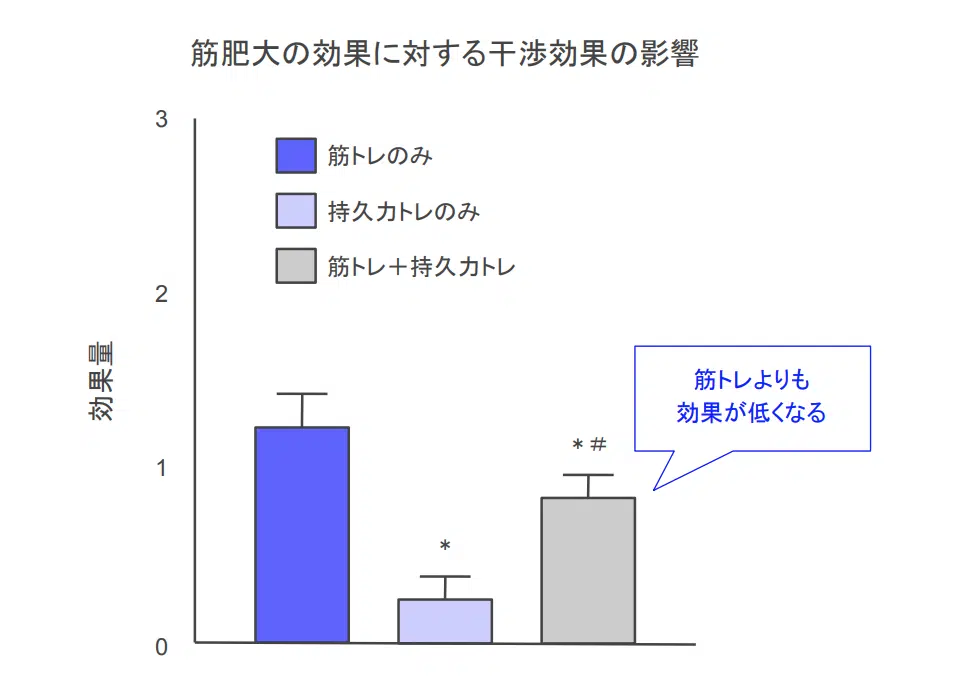 筋肥大の効果に対する干渉効果の影響
3
筋トレのみ
持久力トレのみ
筋トレ＋持久力トレ
2
効果量
筋トレよりも
効果が低くなる
1
*
*＃
0